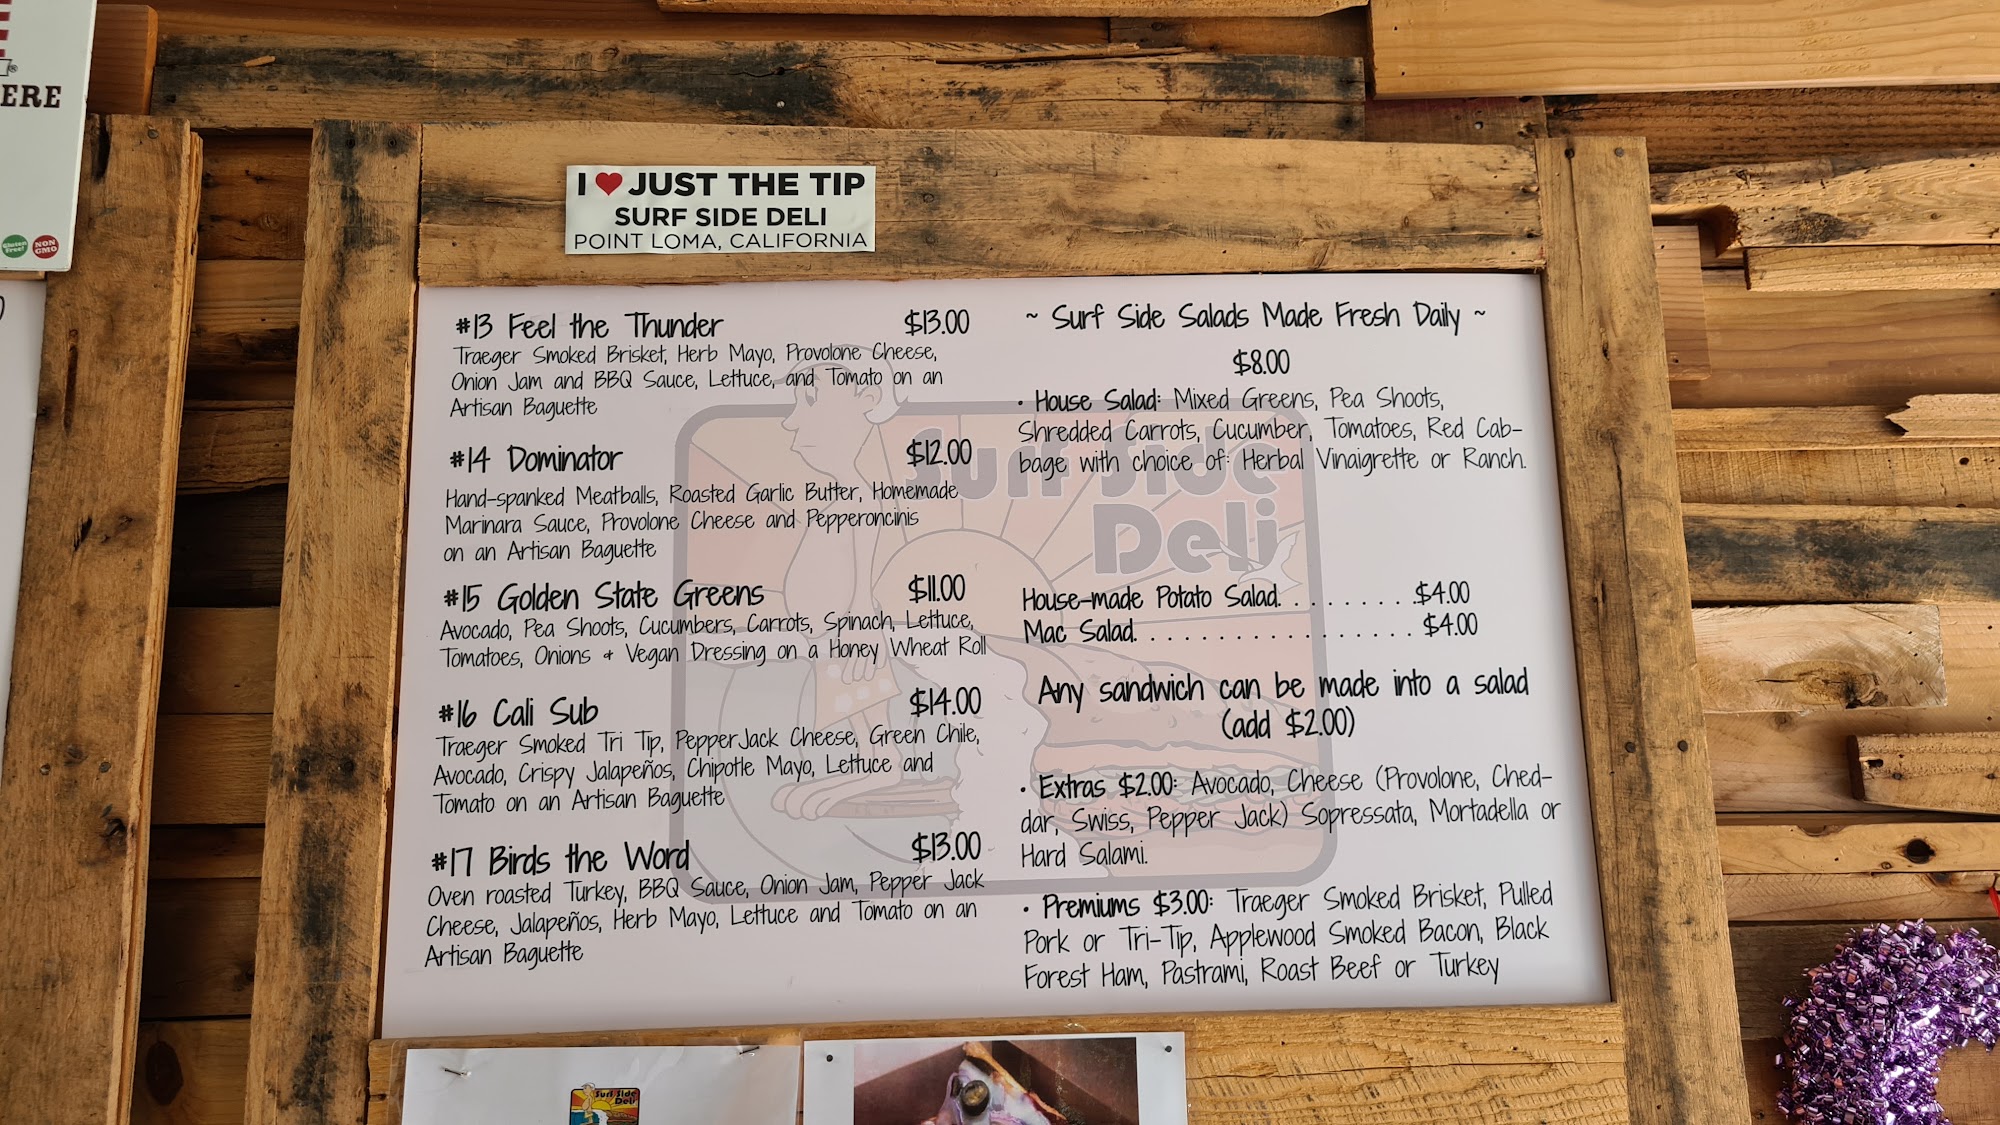 ERE
Gluten Free!
NON GMO
I ❤ JUST THE TIP
SURF SIDE DELI
POINT LOMA, CALIFORNIA
#13 Feel the Thunder $13.00
Traeger Smoked Brisket, Herb Mayo, Provolone Cheese,
Onion Jam and BBQ Sauce, Lettuce, and Tomato on an
Artisan Baguette
#14 Dominator $12.00
Hand-spanked Meatballs, Roasted Garlic Butter, Homemade
Marinara Sauce, Provolone Cheese and Pepperoncinis
on an Artisan Baguette
#15 Golden State Greens $11.00
Avocado, Pea Shoots, Cucumbers, Carrots, Spinach, Lettuce,
Tomatoes, Onions + Vegan Dressing on a Honey Wheat Roll
#16 Cali Sub $14.00
Traeger Smoked Tri Tip, PepperJack Cheese, Green Chile,
Avocado, Crispy Jalapeños, Chipotle Mayo, Lettuce and
Tomato on an Artisan Baguette
#17 Birds the Word $13.00
Oven roasted Turkey, BBQ Sauce, Onion Jam, Pepper Jack
Cheese, Jalapeños, Herb Mayo, Lettuce and Tomato on an
Artisan Baguette
~ Surf Side Salads Made Fresh Daily ~
$8.00
• House Salad: Mixed Greens, Pea Shoots,
Shredded Carrots, Cucumber, Tomatoes, Red Cab-
bage with choice of: Herbal Vinaigrette or Ranch.
Surf Side
Deli
House-made Potato Salad. . . . . . . . .$4.00
Mac Salad. . . . . . . . . . . . . . . . . $4.00
Any sandwich can be made into a salad
(add $2.00)
• Extras $2.00: Avocado, Cheese (Provolone, Ched-
dar, Swiss, Pepper Jack) Sopressata, Mortadella or
Hard Salami.
• Premiums $3.00: Traeger Smoked Brisket, Pulled
Pork or Tri-Tip, Applewood Smoked Bacon, Black
Forest Ham, Pastrami, Roast Beef or Turkey
Surf Side
Deli